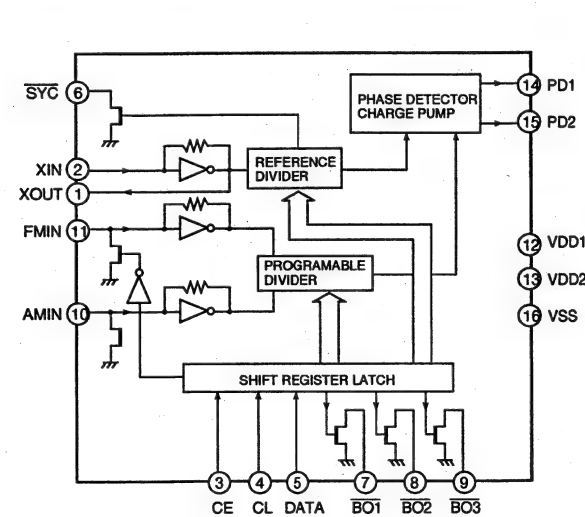 SYC 6
14 PD1
PHASE DETECTOR
CHARGE PUMP
15 PD2
XIN 2
REFERENCE
DIVIDER
XOUT 1
FMIN 11
12 VDD1
PROGRAMABLE
DIVIDER
13 VDD2
AMIN 10
16 VSS
SHIFT REGISTER LATCH
3 4 5 7 8 9
CE CL DATA BO1 BO2 BO3